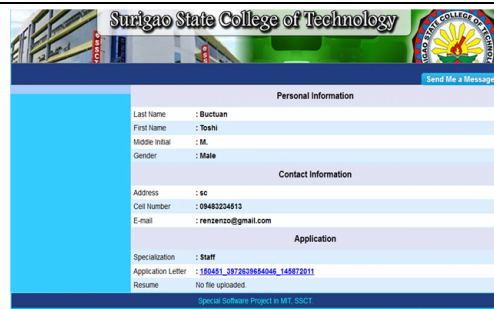 Surigao State College of Technology
Send Me a Message
Personal Information
Last Name : Buctuan
First Name : Toshi
Middle Initial : M.
Gender : Male
Contact Information
Address : sc
Cell Number : 09483234513
E-mail : renzenzo@gmail.com
Application
Specialization : Staff
Application Letter : 150451_3972639654046_145872011
Resume No file uploaded.
Special Software Project in MIT, SSCT.